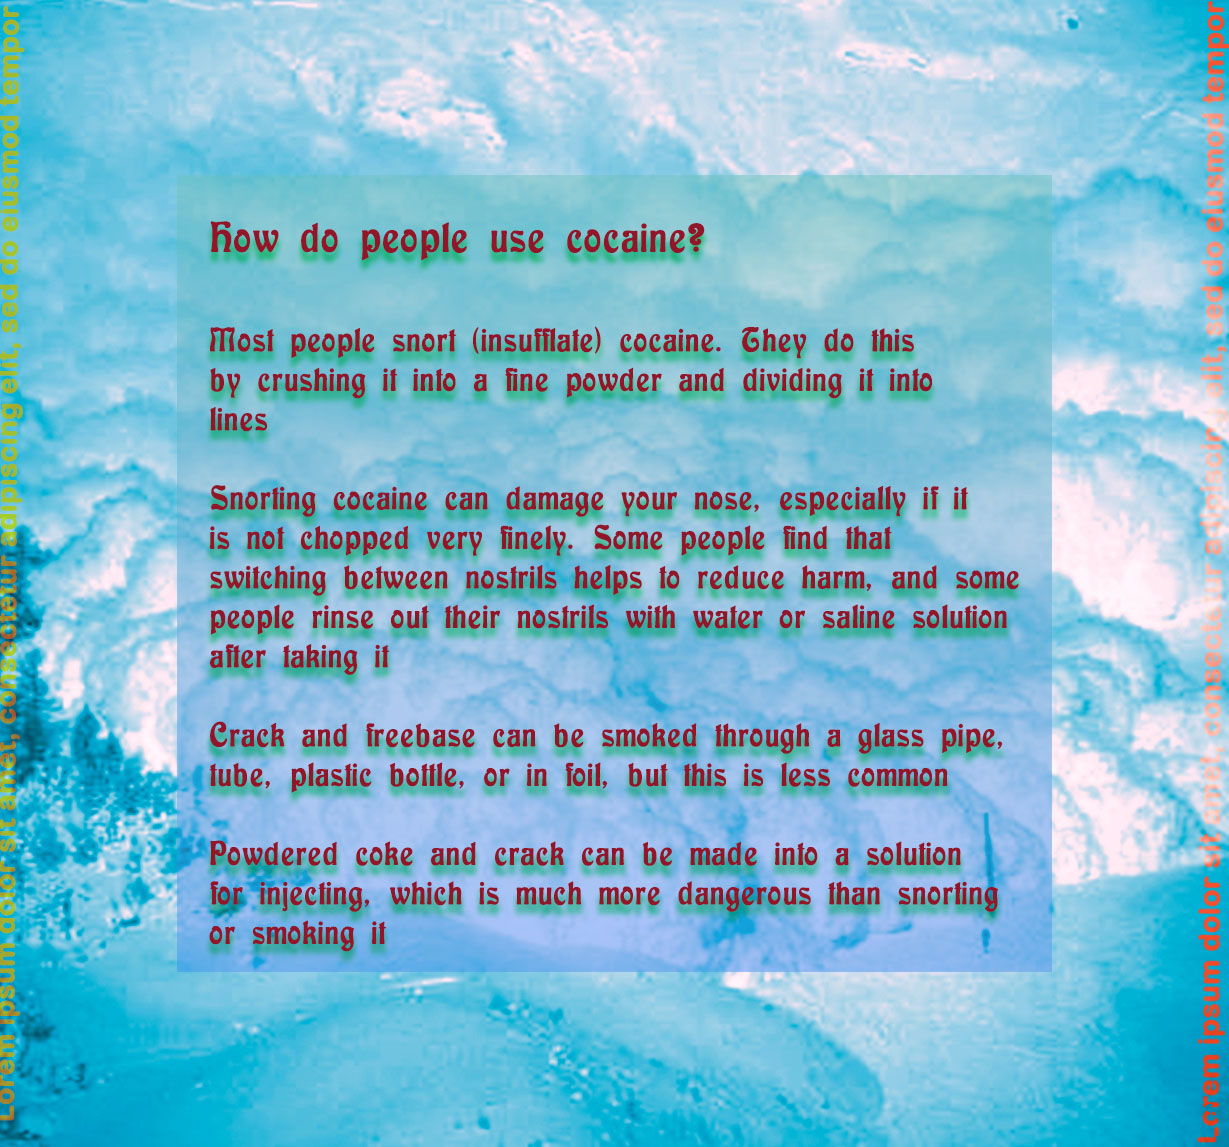 How do people use cocaine?
Most people snort (insufflate) cocaine. They do this
by crushing it into a fine powder and dividing it into
lines
Snorting cocaine can damage your nose, especially if it
is not chopped very finely. Some people find that
switching between nostrils helps to reduce harm, and some
people rinse out their nostrils with water or saline solution
after taking it
Crack and freebase can be smoked through a glass pipe,
tube, plastic bottle, or in foil, but this is less common
Powdered coke and crack can be made into a solution
for injecting, which is much more dangerous than snorting
or smoking it
Lorem ipsum dolor sit amet, consectetur adipiscing elit, sed do eiusmod tempor
Lorem ipsum dolor sit amet, consectetur adipiscing elit, sed do eiusmod tempor